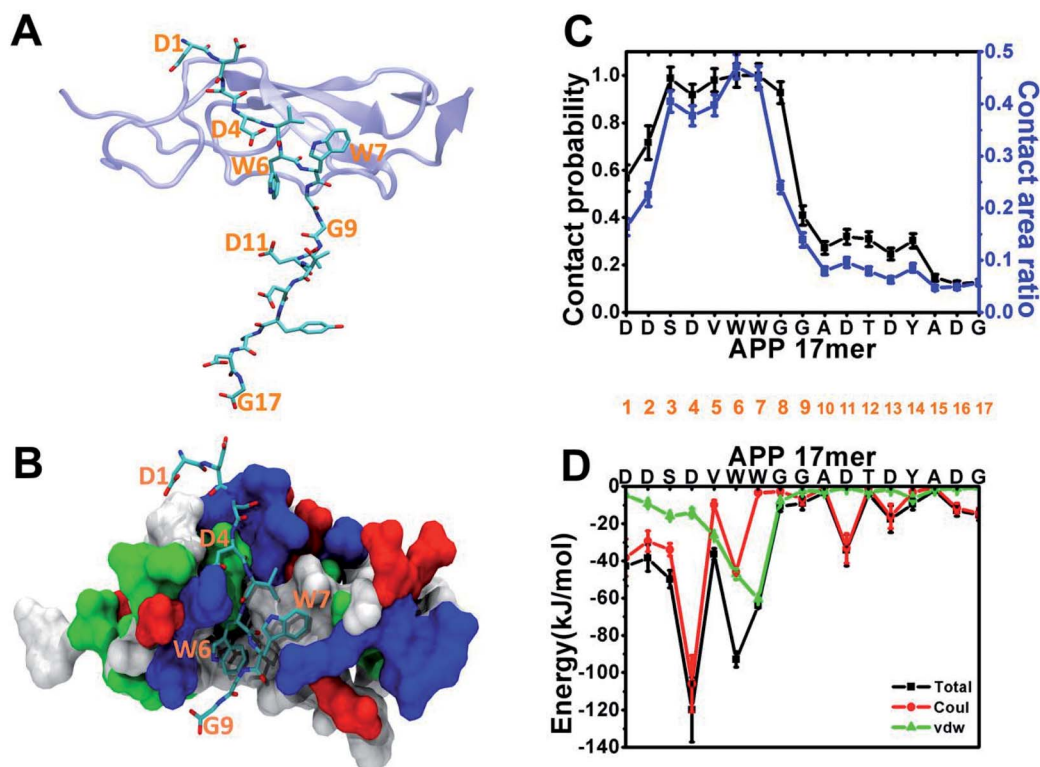 A
D1
D4
W6
W7
G9
D11
G17
B
D1
D4
W7
W6
G9
C
Contact probability
1.0
0.8
0.6
0.4
0.2
0.0
Contact area ratio
0.5
0.4
0.3
0.2
0.1
0.0
D D S D V W W G G A D T D Y A D G
APP 17mer
1 2 3 4 5 6 7 8 9 10 11 12 13 14 15 16 17
D
APP 17mer
D D S D V W W G G A D T D Y A D G
Energy(kJ/mol)
0
-20
-40
-60
-80
-100
-120
-140
Total
Coul
vdw